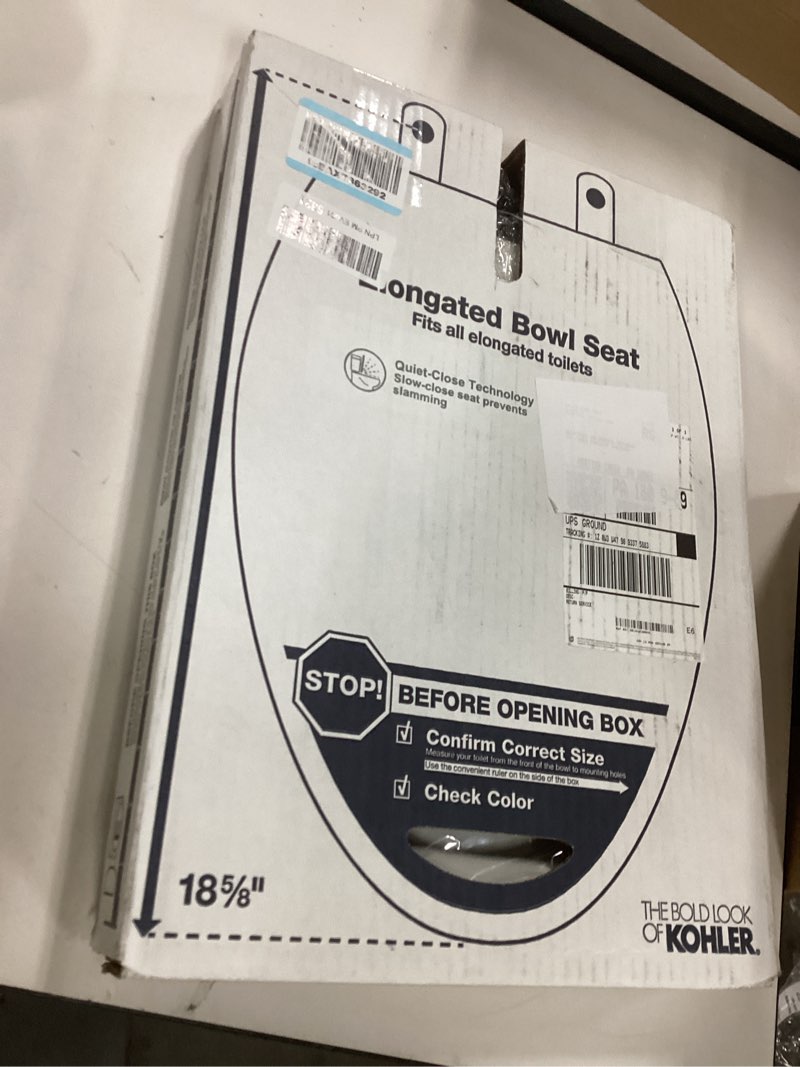 Elongated Bowl Seat
Fits all elongated toilets
Quiet-Close Technology
Slow-close seat prevents
slamming
9
UPS GROUND
STOP!
BEFORE OPENING BOX
Confirm Correct Size
Measure your toilet from the front of the bowl to mounting holes
Use the convenient ruler on the side of the box
Check Color
18⅝"
THE BOLD LOOK
OF KOHLER.